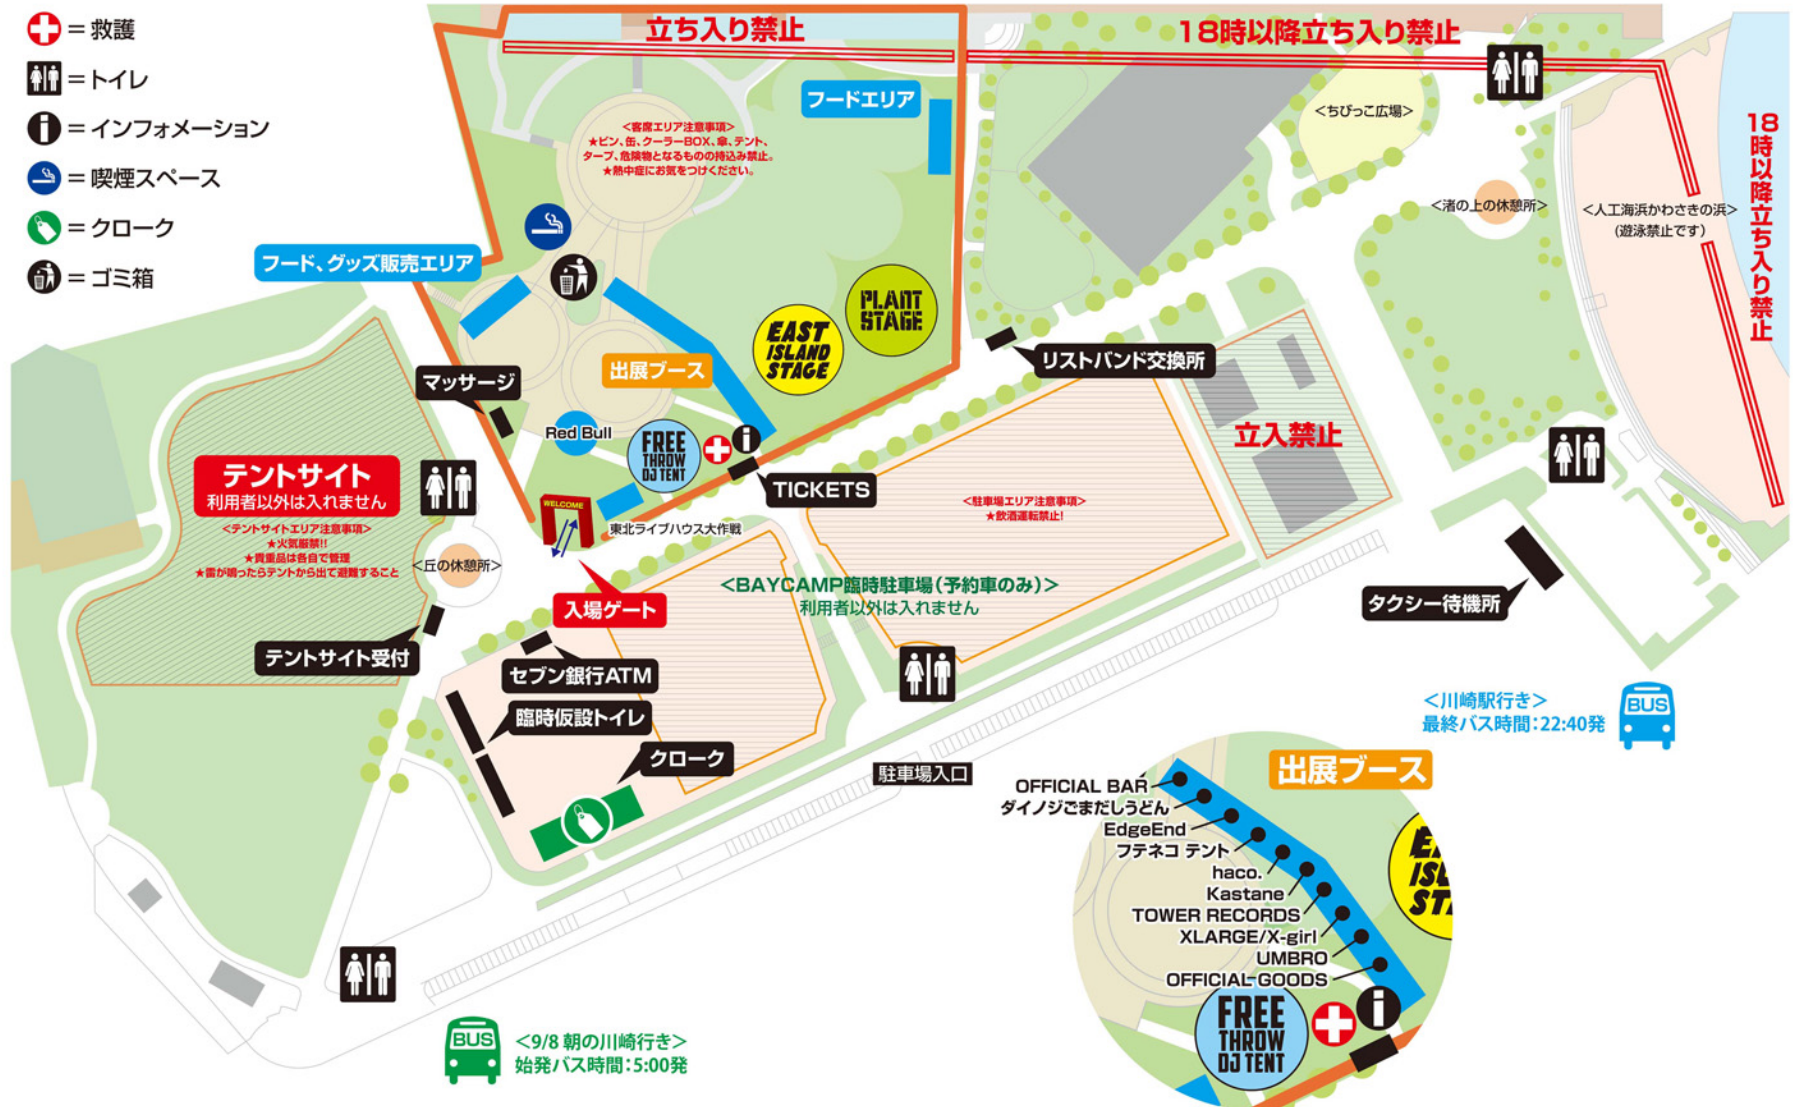 = 救護
= トイレ
= インフォメーション
= 喫煙スペース
= クローク
= ゴミ箱
立ち入り禁止
18時以降立ち入り禁止
フードエリア
<客席エリア注意事項>
★ビン、缶、クーラーBOX、傘、テント、
タープ、危険物となるものの持込み禁止。
★熱中症にお気をつけください。
<ちびっこ広場>
18時以降立ち入り禁止
<渚の上の休憩所>
<人工海浜かわさきの浜>
(遊泳禁止です)
フード、グッズ販売エリア
PLANT
STAGE
EAST
ISLAND
STAGE
出展ブース
リストバンド交換所
マッサージ
Red Bull
FREE
THROW
DJ TENT
TICKETS
立入禁止
テントサイト
利用者以外は入れません
<テントサイトエリア注意事項>
★火気厳禁!!
★貴重品は各自で管理
★雷が鳴ったらテントから出て避難すること
WELCOME
東北ライブハウス大作戦
<駐車場エリア注意事項>
★飲酒運転禁止!
<丘の休憩所>
<BAYCAMP臨時駐車場(予約車のみ)>
利用者以外は入れません
入場ゲート
タクシー待機所
テントサイト受付
セブン銀行ATM
臨時仮設トイレ
クローク
駐車場入口
<川崎駅行き>
最終バス時間:22:40発
BUS
出展ブース
OFFICIAL BAR
ダイノジごまだしうどん
EdgeEnd
フテネコ テント
haco.
Kastane
TOWER RECORDS
XLARGE/X-girl
UMBRO
OFFICIAL GOODS
EA
ISL
STA
FREE
THROW
DJ TENT
BUS
<9/8 朝の川崎行き>
始発バス時間:5:00発